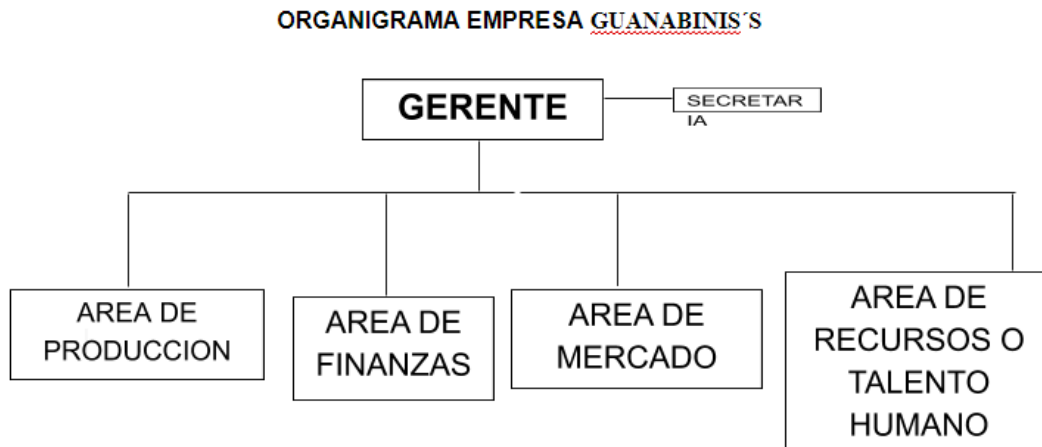 ORGANIGRAMA EMPRESA GUANABINIS´S
GERENTE
SECRETAR
IA
AREA DE
PRODUCCION
AREA DE
FINANZAS
AREA DE
MERCADO
AREA DE
RECURSOS O
TALENTO
HUMANO